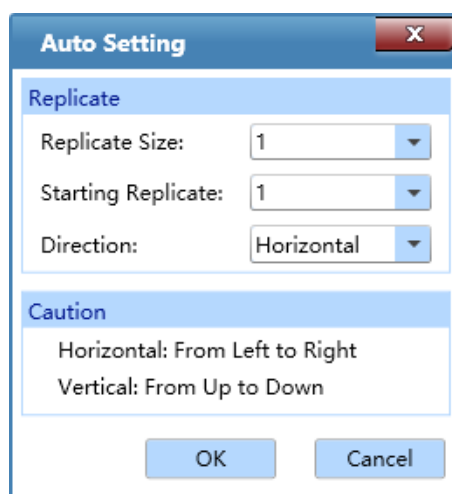 Auto Setting
x
Replicate
Replicate Size: 1
Starting Replicate: 1
Direction: Horizontal
Caution
Horizontal: From Left to Right
Vertical: From Up to Down
OK Cancel